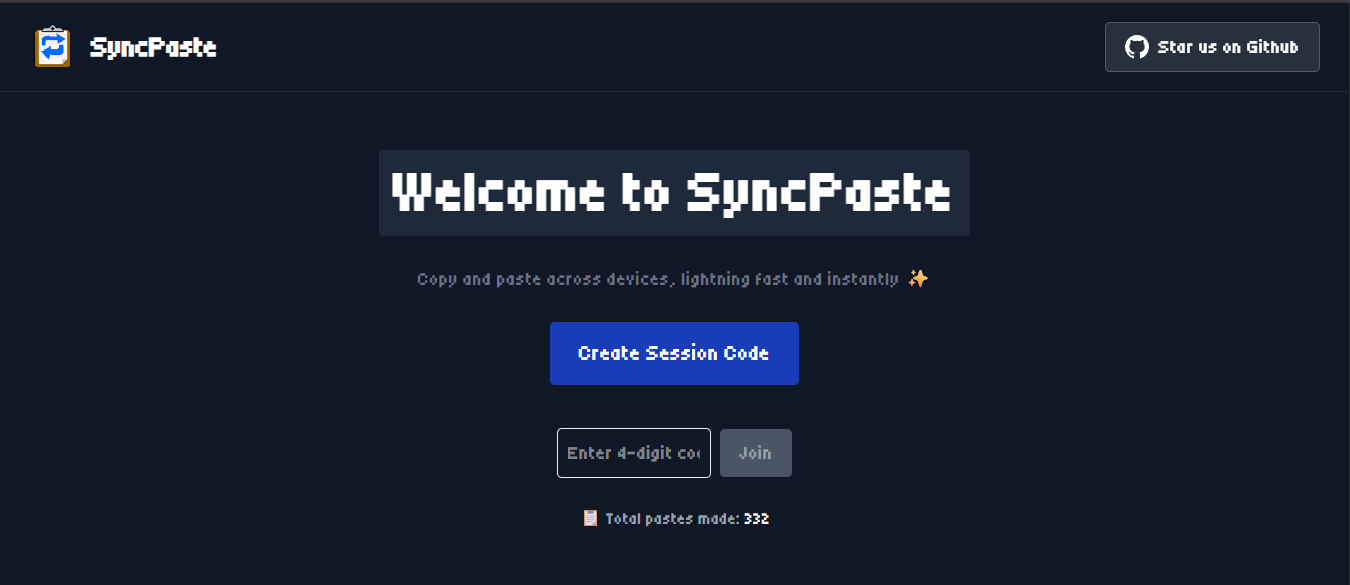 SyncPaste
Star us on Github
Welcome to SyncPaste
Copy and paste across devices, lightning fast and instantly ✨
Create Session Code
Enter 4-digit co
Join
📋 Total pastes made: 332